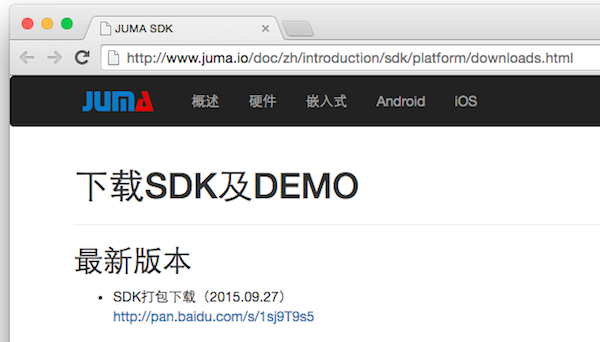 JUMA SDK
http://www.juma.io/doc/zh/introduction/sdk/platform/downloads.html
JUMA 概述 硬件 嵌入式 Android iOS
下载SDK及DEMO
最新版本
• SDK打包下载（2015.09.27）
http://pan.baidu.com/s/1sj9T9s5